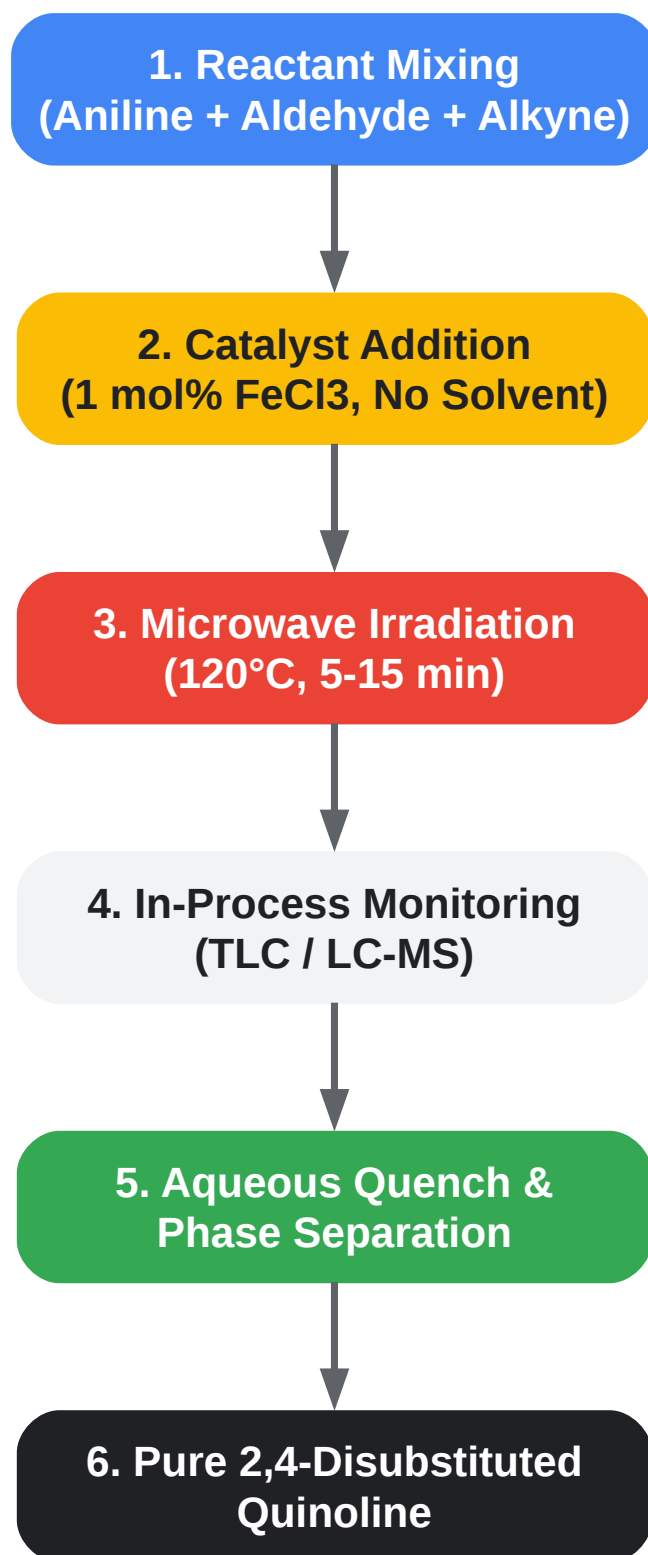 1. Reactant Mixing
(Aniline + Aldehyde + Alkyne)
2. Catalyst Addition
(1 mol% FeCl3, No Solvent)
3. Microwave Irradiation
(120°C, 5-15 min)
4. In-Process Monitoring
(TLC / LC-MS)
5. Aqueous Quench &
Phase Separation
6. Pure 2,4-Disubstituted
Quinoline